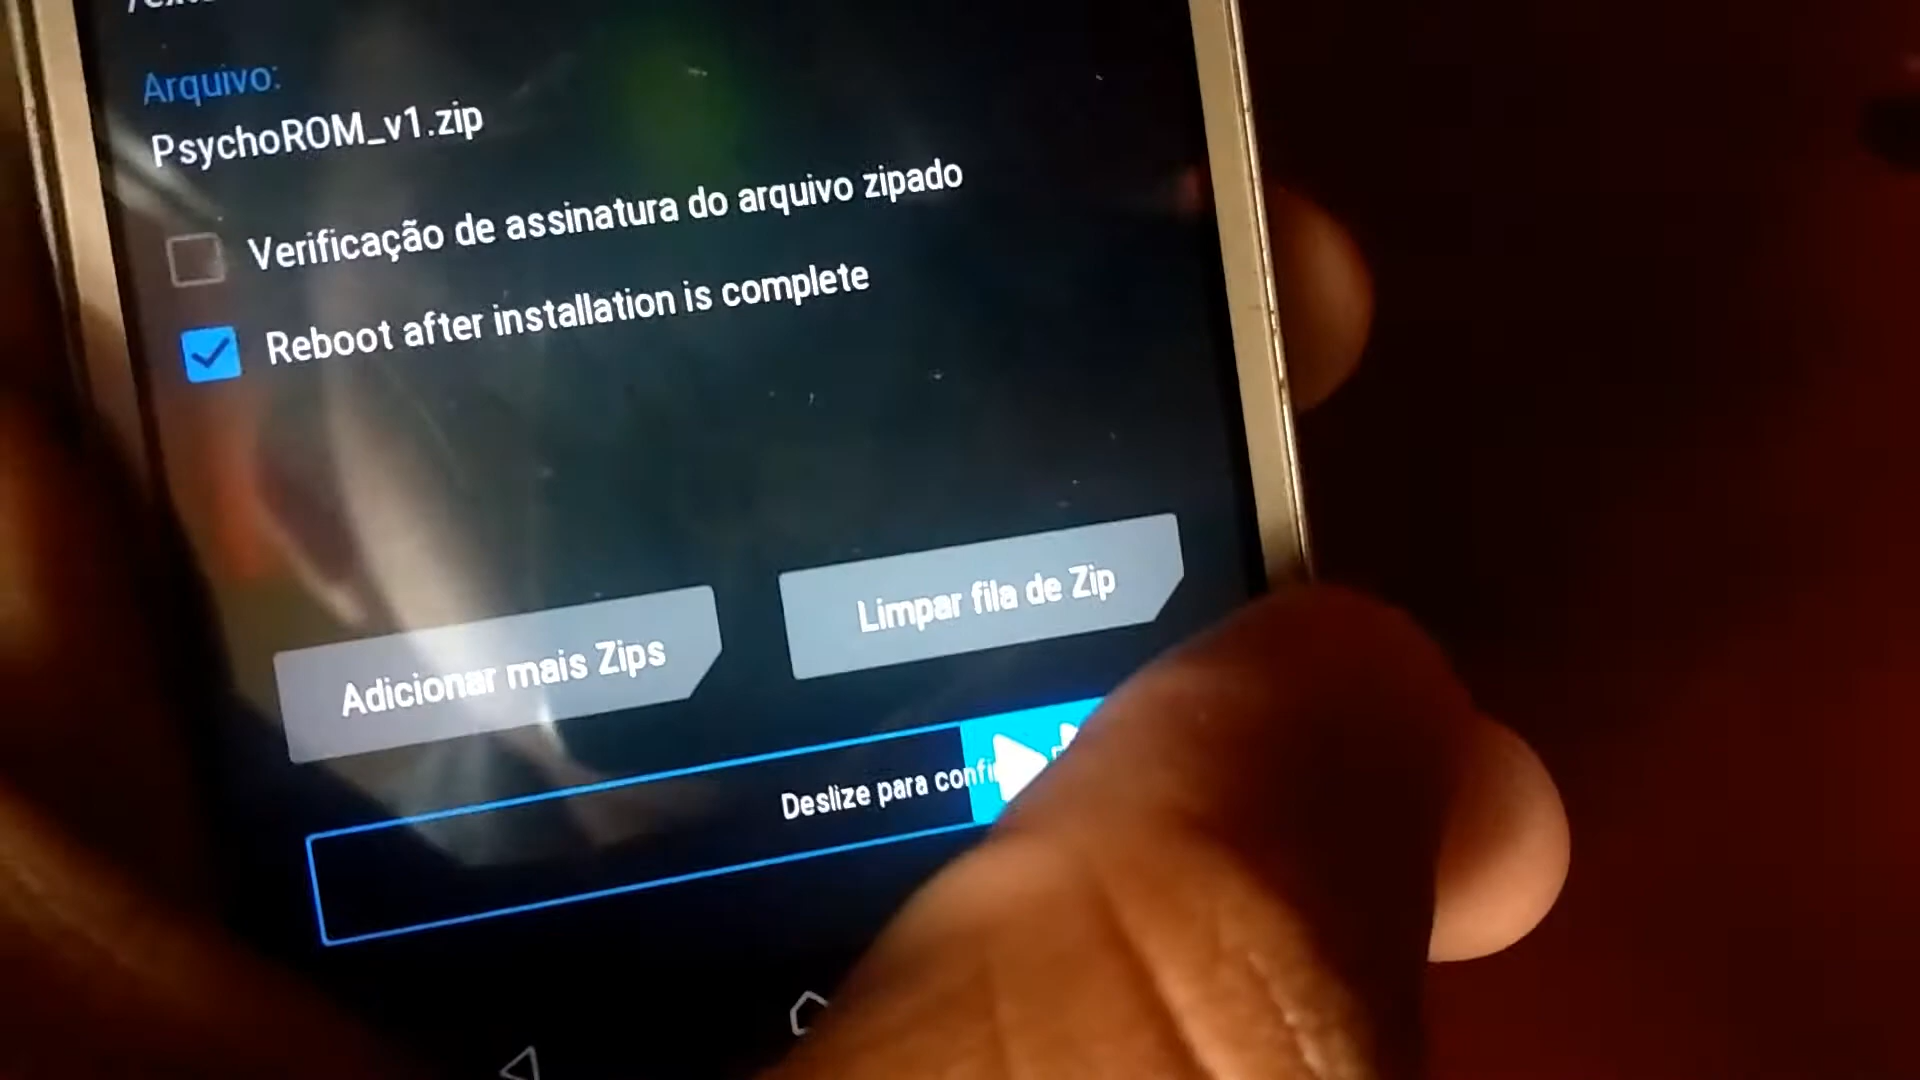 Arquivo:
PsychoROM_v1.zip
Verificação de assinatura do arquivo zipado
Reboot after installation is complete
Adicionar mais Zips
Limpar fila de Zip
Deslize para